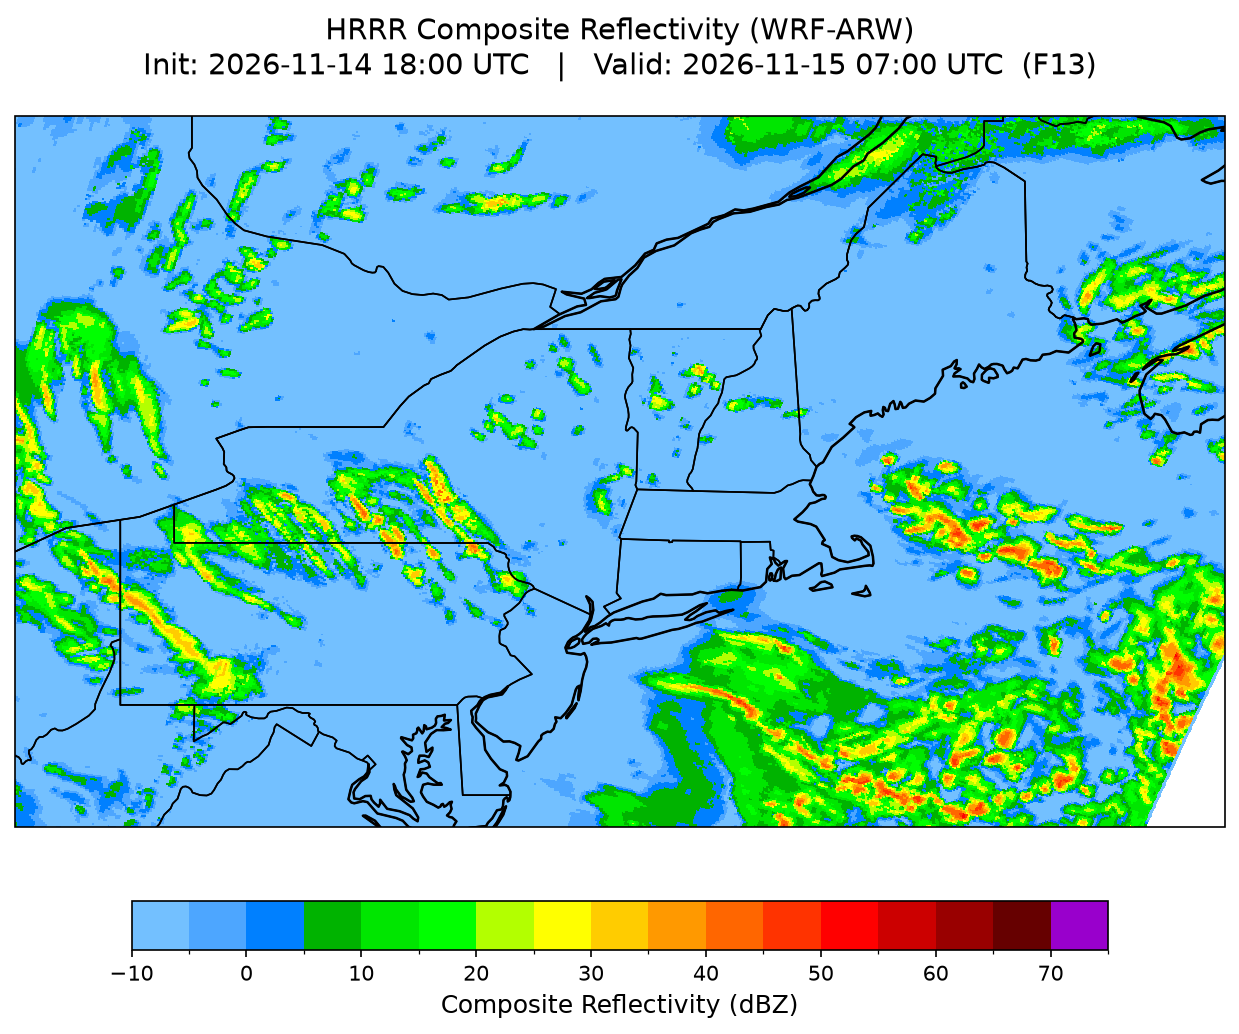 HRRR Composite Reflectivity (WRF-ARW)
Init: 2026-11-14 18:00 UTC | Valid: 2026-11-15 07:00 UTC (F13)
−10 0 10 20 30 40 50 60 70
Composite Reflectivity (dBZ)